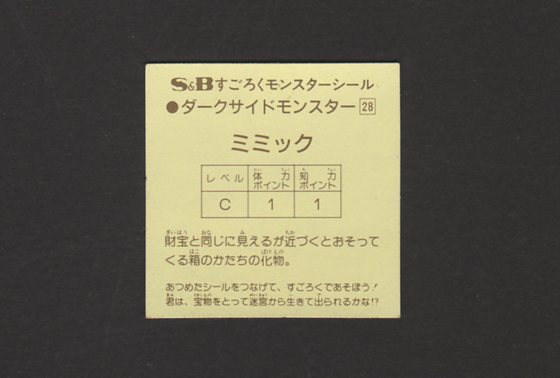 S&Bすごろくモンスターシール
●ダークサイドモンスター 28
ミミック
レベル 体力ポイント 知力ポイント
C 1 1
財宝と同じに見えるが近づくとおそって
くる箱のかたちの化物。
あつめたシールをつなげて、すごろくであそぼう!
君は、宝物をとって迷宮から生きて出られるかな!?